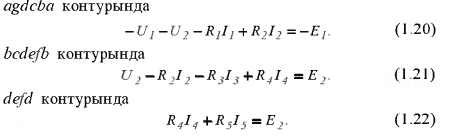 agdcba контурында
−U₁ − U₂ − R₁I₁ + R₂I₂ = −E₁. (1.20)
bcdefb контурында
U₂ − R₂I₂ − R₃I₃ + R₄I₄ = E₂. (1.21)
defd контурында
R₄I₄ + R₅I₅ = E₂. (1.22)